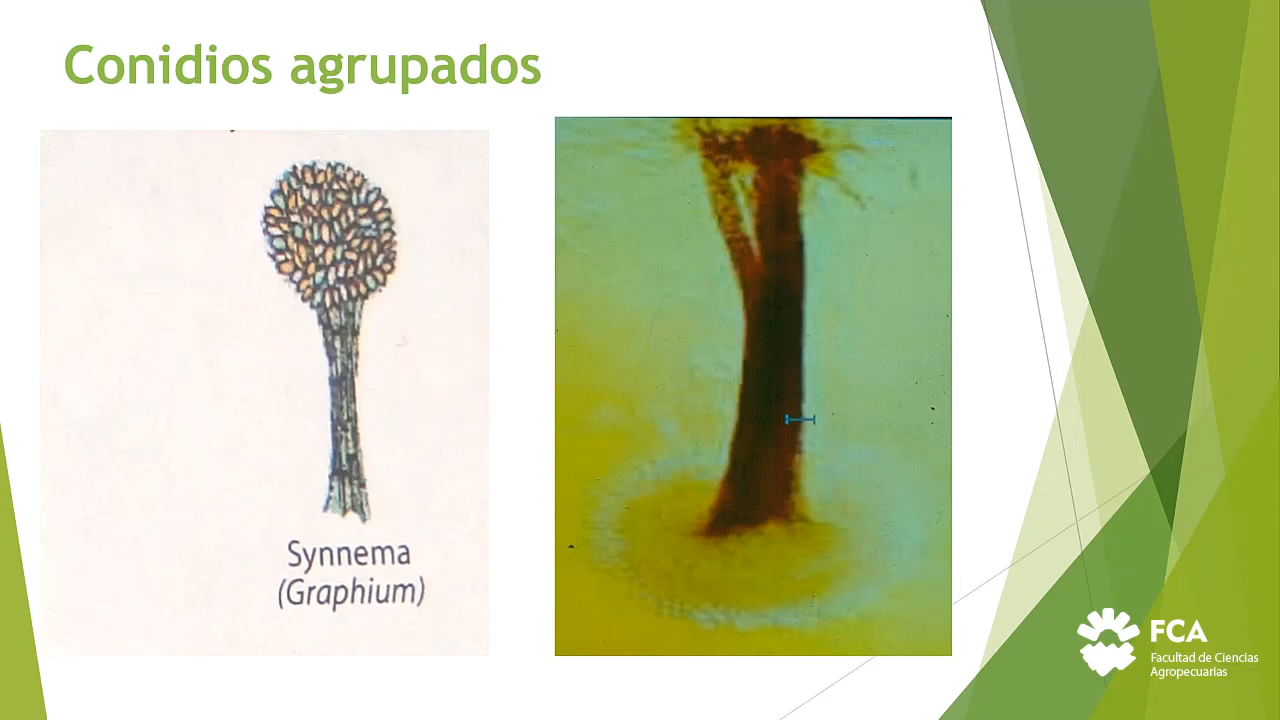 Conidios agrupados
Synnema
(Graphium)
FCA
Facultad de Ciencias
Agropecuarias